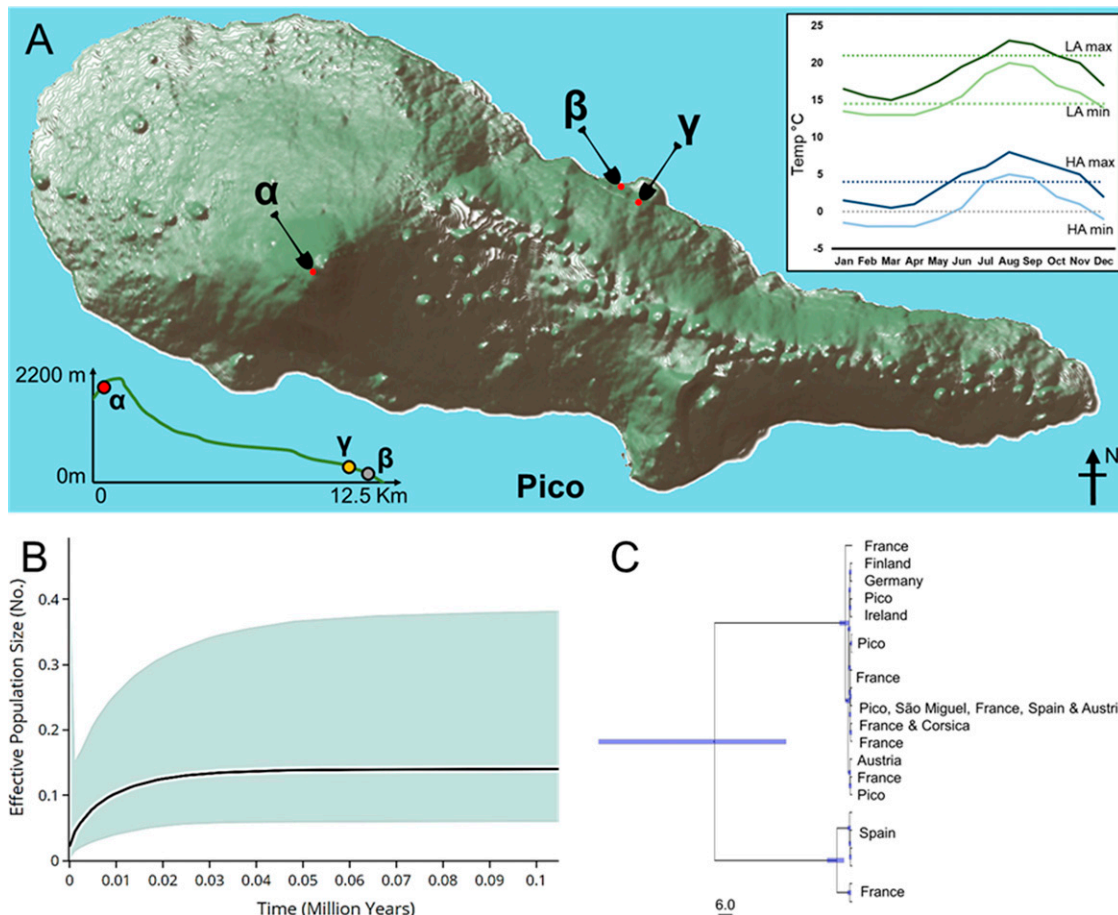 A
β
γ
α
25
20
15
10
5
0
-5
Temp °C
LA max
LA min
HA max
HA min
Jan Feb Mar Apr May Jun Jul Aug Sep Oct Nov Dec
2200 m
α
γ
β
0m
0
12.5 Km
Pico
N
B
Effective Population Size (No.)
0.4
0.3
0.2
0.1
0
0 0.01 0.02 0.03 0.04 0.05 0.06 0.07 0.08 0.09 0.1
Time (Million Years)
C
France
Finland
Germany
Pico
Ireland
Pico
France
Pico, São Miguel, France, Spain & Austri
France & Corsica
France
Austria
France
Pico
Spain
France
6.0